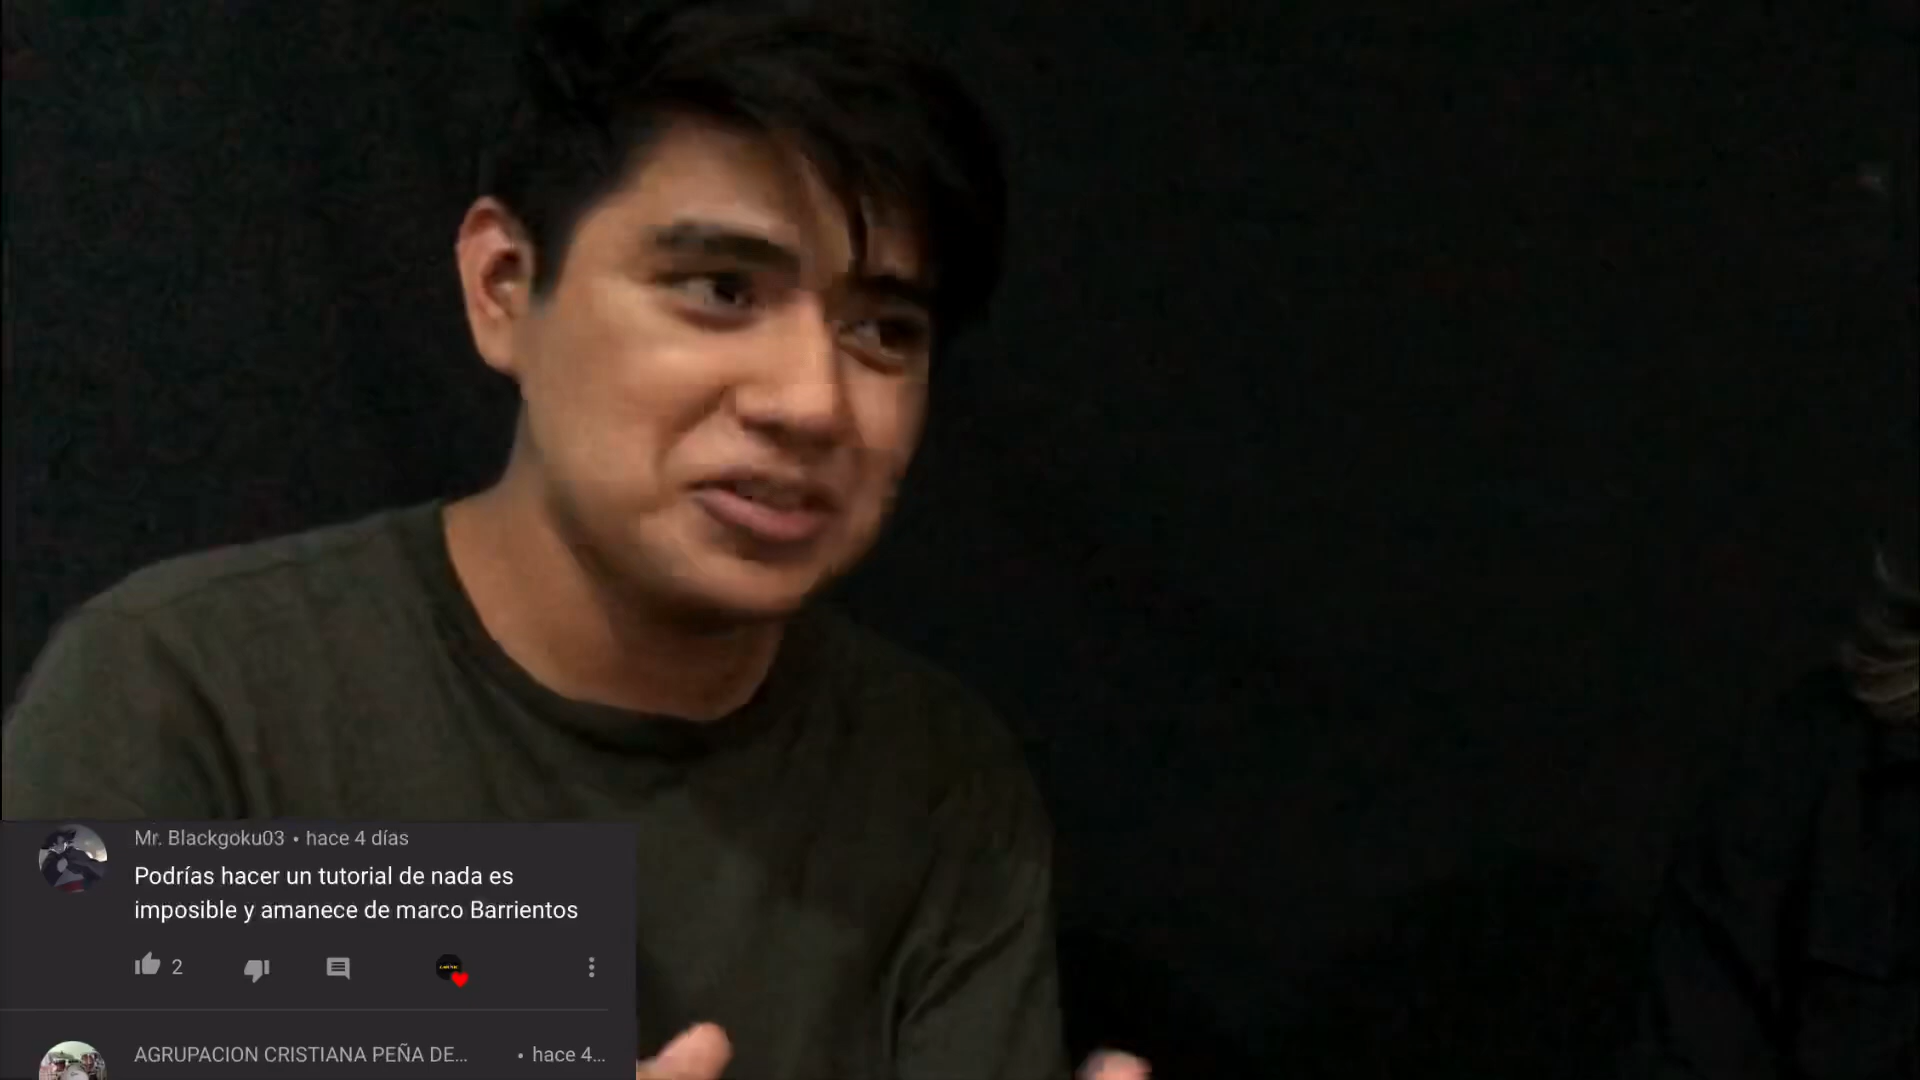 Mr. Blackgoku03 • hace 4 días
Podrías hacer un tutorial de nada es
imposible y amanece de marco Barrientos
2
AGRUPACION CRISTIANA PEÑA DE... • hace 4...